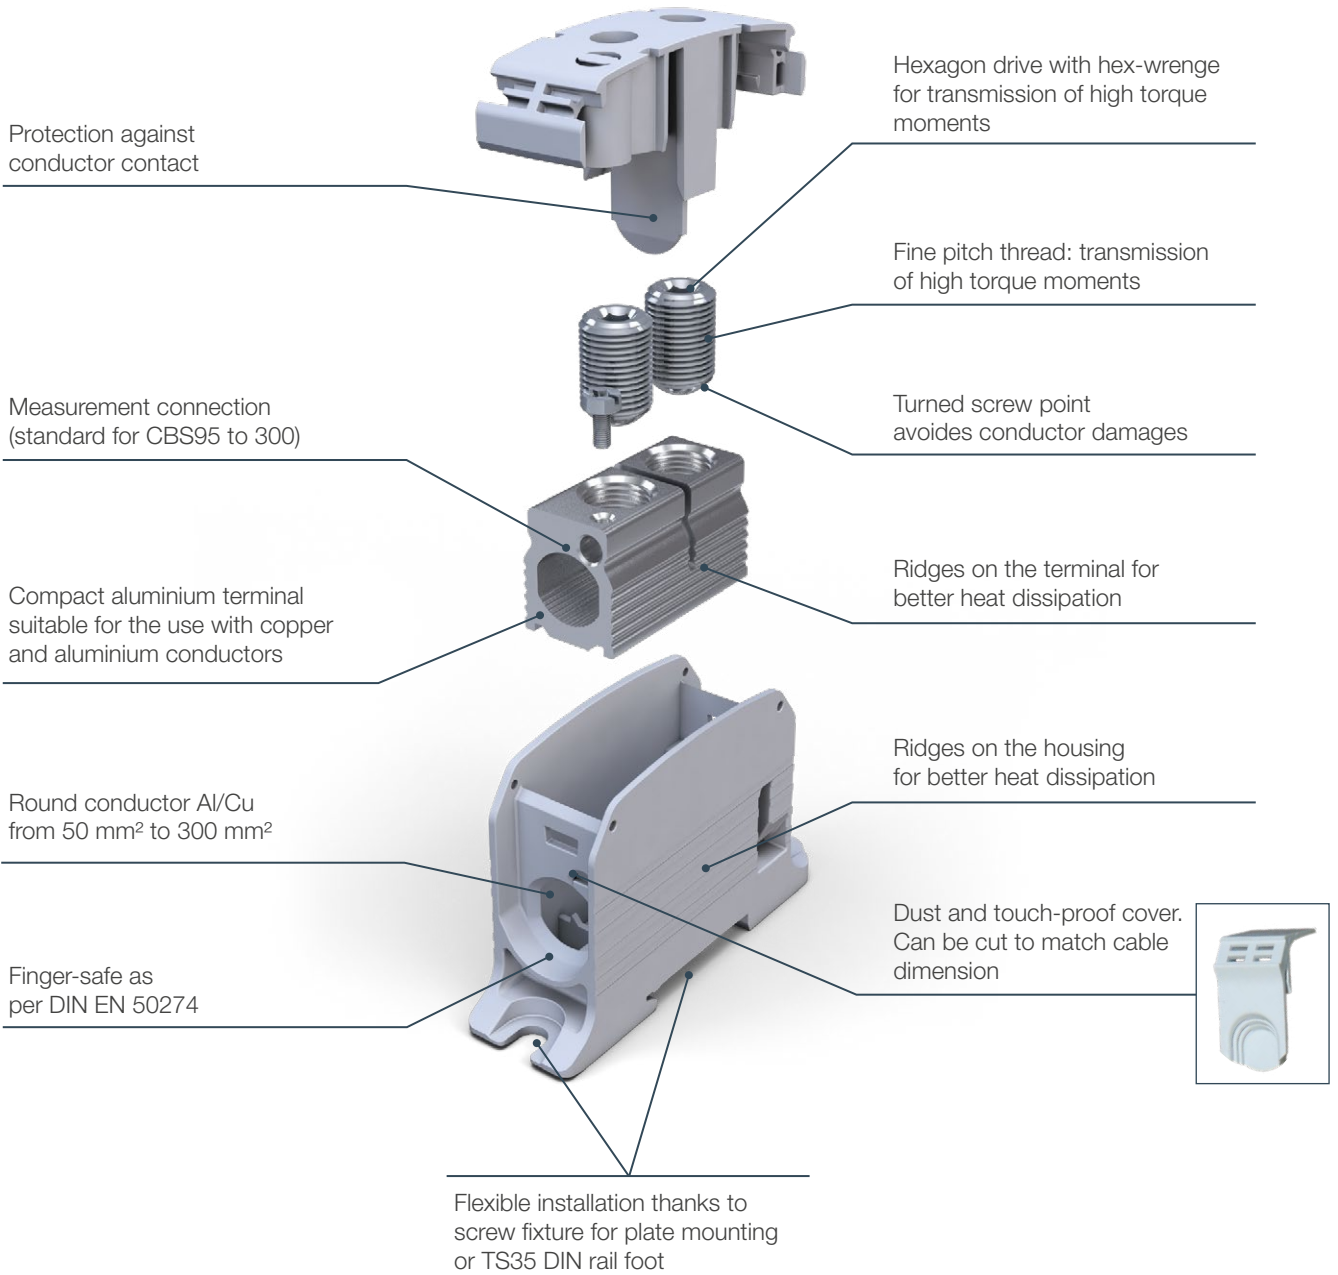 Protection against
conductor contact
Measurement connection
(standard for CBS95 to 300)
Compact aluminium terminal
suitable for the use with copper
and aluminium conductors
Round conductor Al/Cu
from 50 mm² to 300 mm²
Finger-safe as
per DIN EN 50274
Hexagon drive with hex-wrenge
for transmission of high torque
moments
Fine pitch thread: transmission
of high torque moments
Turned screw point
avoides conductor damages
Ridges on the terminal for
better heat dissipation
Ridges on the housing
for better heat dissipation
Dust and touch-proof cover.
Can be cut to match cable
dimension
Flexible installation thanks to
screw fixture for plate mounting
or TS35 DIN rail foot